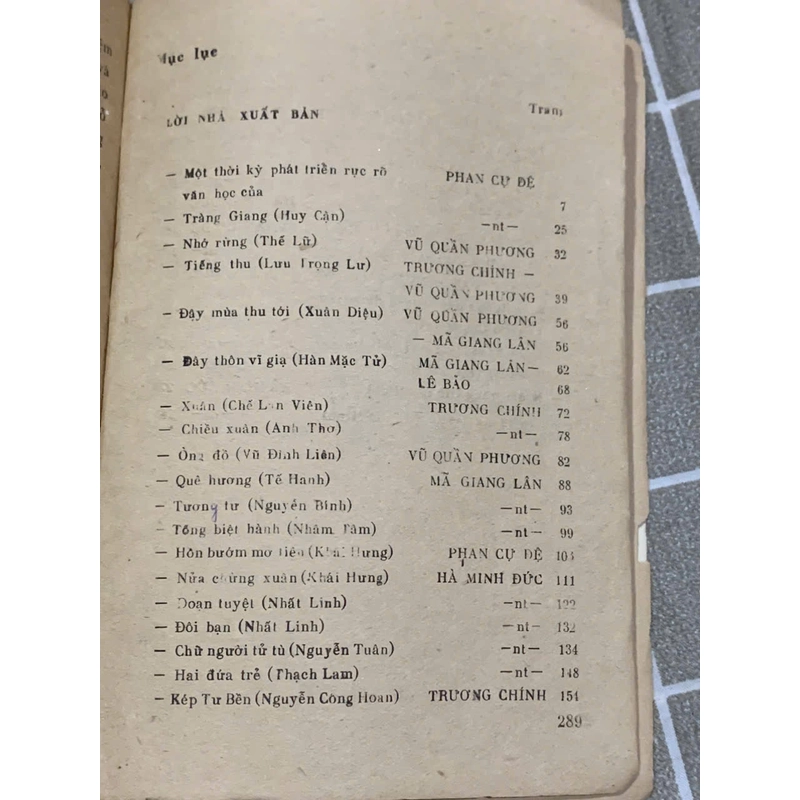 Mục lục
LỜI NHÀ XUẤT BẢN Trang
— Một thời kỳ phát triển rực rỡ PHAN CỰ ĐỆ
văn học của 7
— Tràng Giang (Huy Cận) —nt— 25
— Nhớ rừng (Thế Lữ) VŨ QUẦN PHƯƠNG 32
— Tiếng thu (Lưu Trọng Lư) TRƯƠNG CHÍNH —
VŨ QUẦN PHƯƠNG 39
— Đây mùa thu tới (Xuân Diệu) VŨ QUẦN PHƯƠNG 56
— MÃ GIANG LÂN 56
— Đây thôn vĩ giạ (Hàn Mặc Tử) MÃ GIANG LÂN—62
LÊ BẢO 68
— Xuân (Chế Lan Viên) TRƯƠNG CHÍNH 72
— Chiều xuân (Anh Thơ) —nt— 78
— Ông đồ (Vũ Đình Liên) VŨ QUẦN PHƯƠNG 82
— Quê hương (Tế Hanh) MÃ GIANG LÂN 88
— Tương tư (Nguyễn Bính) —nt— 93
— Tống biệt hành (Thâm Tâm) —nt— 99
— Hồn bướm mơ tiên (Khái Hưng) PHAN CỰ ĐỆ
— Nửa chừng xuân (Khái Hưng) HÀ MINH ĐỨC 111
— Đoạn tuyệt (Nhất Linh) —nt— 122
— Đôi bạn (Nhất Linh) —nt— 132
— Chữ người tử tù (Nguyễn Tuân) —nt— 134
— Hai đứa trẻ (Thạch Lam) —nt— 148
— Kép Tư Bền (Nguyễn Công Hoan) TRƯƠNG CHÍNH 154
289